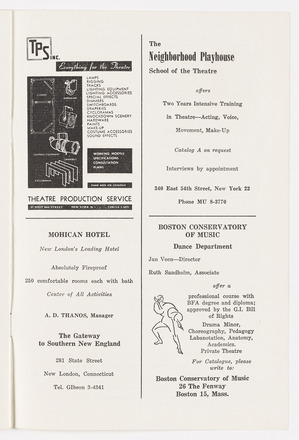 TPS
INC.
Everything for the Theatre
LAMPS
RIGGING
TRACKS
LIGHTING EQUIPMENT
LIGHTING ACCESSORIES
SPECIAL EFFECTS
DIMMERS
SWITCHBOARDS
DRAPERIES
CYCLORAMAS
KNOCKDOWN SCENERY
HARDWARE
PAINTS
MAKE-UP
COSTUME ACCESSORIES
SOUND EFFECTS
WORKING MODELS
SPECIFICATIONS
CONSULTATION
PLANS
THEATRE PRODUCTION SERVICE
MOHICAN HOTEL
New London's Leading Hotel
Absolutely Fireproof
250 comfortable rooms each with bath
Center of All Activities
A. D. THANOS, Manager
The Gateway
to Southern New England
281 State Street
New London, Connecticut
Tel. GIbson 3-4341
The
Neighborhood Playhouse
School of the Theatre
offers
Two Years Intensive Training
in Theatre—Acting, Voice,
Movement, Make-Up
Catalog A on request
Interviews by appointment
340 East 54th Street, New York 22
Phone MU 8-3770
BOSTON CONSERVATORY
OF MUSIC
Dance Department
Jan Veen—Director
Ruth Sandholm, Associate
offer a
professional course with
BFA degree and diploma;
approved by the G.I. Bill
of Rights
Drama Minor,
Choreography, Pedagogy
Labanotation, Anatomy,
Academics.
Private Theatre
For Catalogue, please
write to:
Boston Conservatory of Music
26 The Fenway
Boston 15, Mass.